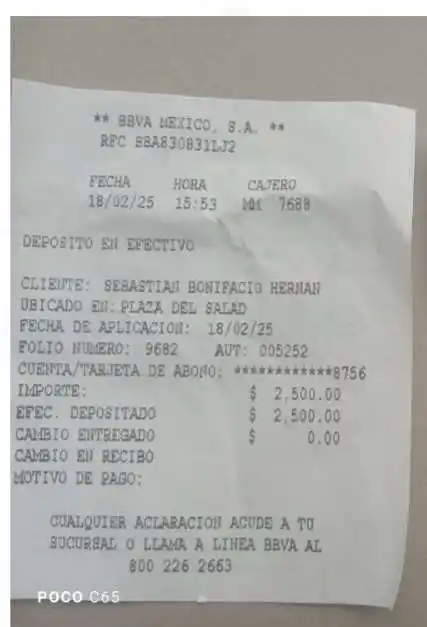 ** BBVA MEXICO, S.A. **
RFC BBA830831LJ2
FECHA HORA CAJERO
18/02/25 15:53 MM 7688
DEPOSITO EN EFECTIVO
CLIENTE: SEBASTIAN BONIFACIO HERNAN
UBICADO EN: PLAZA DEL SALAD
FECHA DE APLICACION: 18/02/25
FOLIO NUMERO: 9682 AUT: 005252
CUENTA/TARJETA DE ABONO: ************8756
IMPORTE: $ 2,500.00
EFEC. DEPOSITADO $ 2,500.00
CAMBIO ENTREGADO $ 0.00
CAMBIO EN RECIBO
MOTIVO DE PAGO:
CUALQUIER ACLARACION ACUDE A TU
SUCURSAL O LLAMA A LINEA BBVA AL
800 226 2663
POCO C65